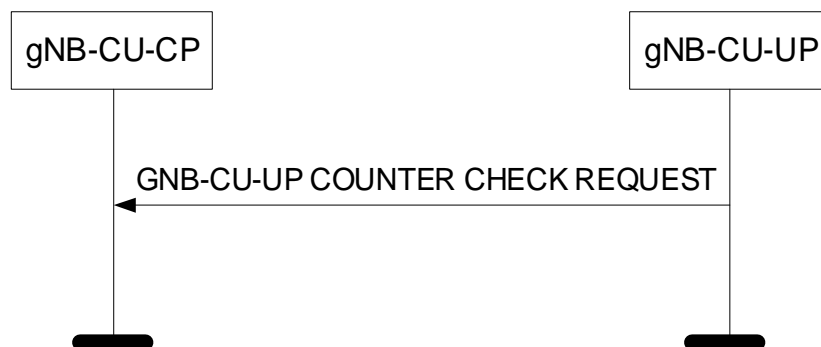 gNB-CU-CP
gNB-CU-UP
GNB-CU-UP COUNTER CHECK REQUEST